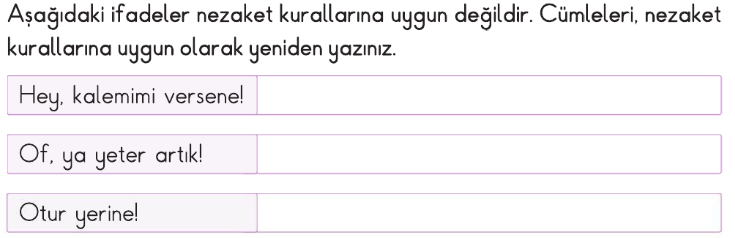 Aşağıdaki ifadeler nezaket kurallarına uygun değildir. Cümleleri, nezaket
kurallarına uygun olarak yeniden yazınız.
Hey, kalemimi versene!
Of, ya yeter artık!
Otur yerine!